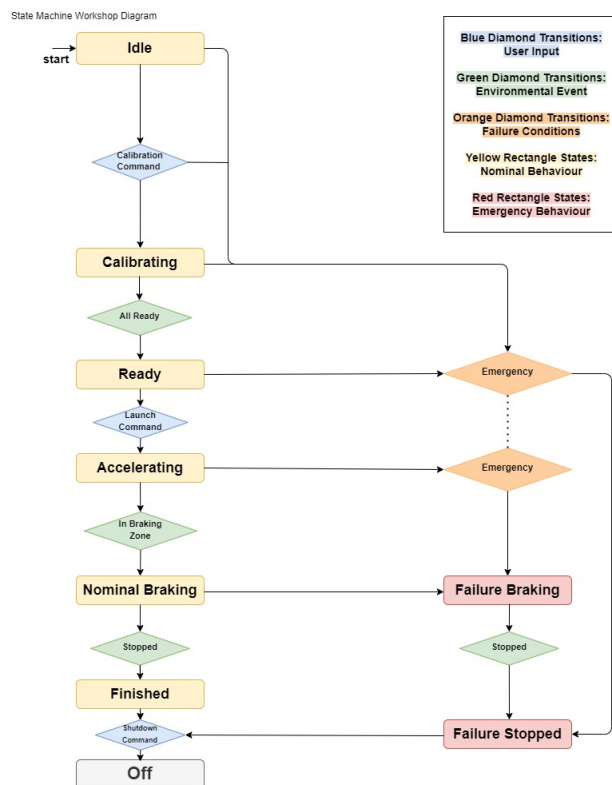 State Machine Workshop Diagram
start
Idle
Calibration
Command
Calibrating
All Ready
Ready
Launch
Command
Accelerating
In Braking
Zone
Nominal Braking
Stopped
Finished
Shutdown
Command
Off
Emergency
Emergency
Failure Braking
Stopped
Failure Stopped
Blue Diamond Transitions:
User Input
Green Diamond Transitions:
Environmental Event
Orange Diamond Transitions:
Failure Conditions
Yellow Rectangle States:
Nominal Behaviour
Red Rectangle States:
Emergency Behaviour